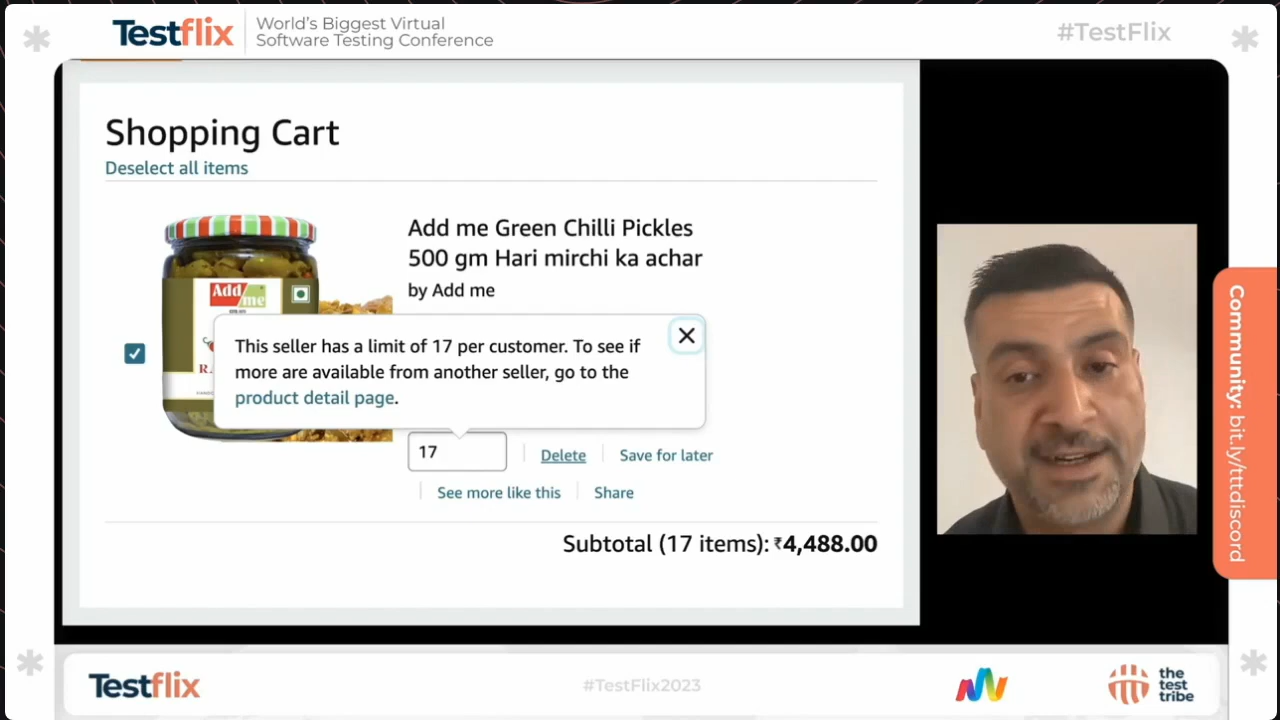 Testflix
World's Biggest Virtual
Software Testing Conference
#TestFlix
Shopping Cart
Deselect all items
Add me Green Chilli Pickles
500 gm Hari mirchi ka achar
by Add me
Add me
This seller has a limit of 17 per customer. To see if
more are available from another seller, go to the
product detail page.
17
Delete
Save for later
See more like this
Share
Subtotal (17 items): ₹4,488.00
Community: bit.ly/tttdiscord
Testflix
#TestFlix2023
the
test
tribe